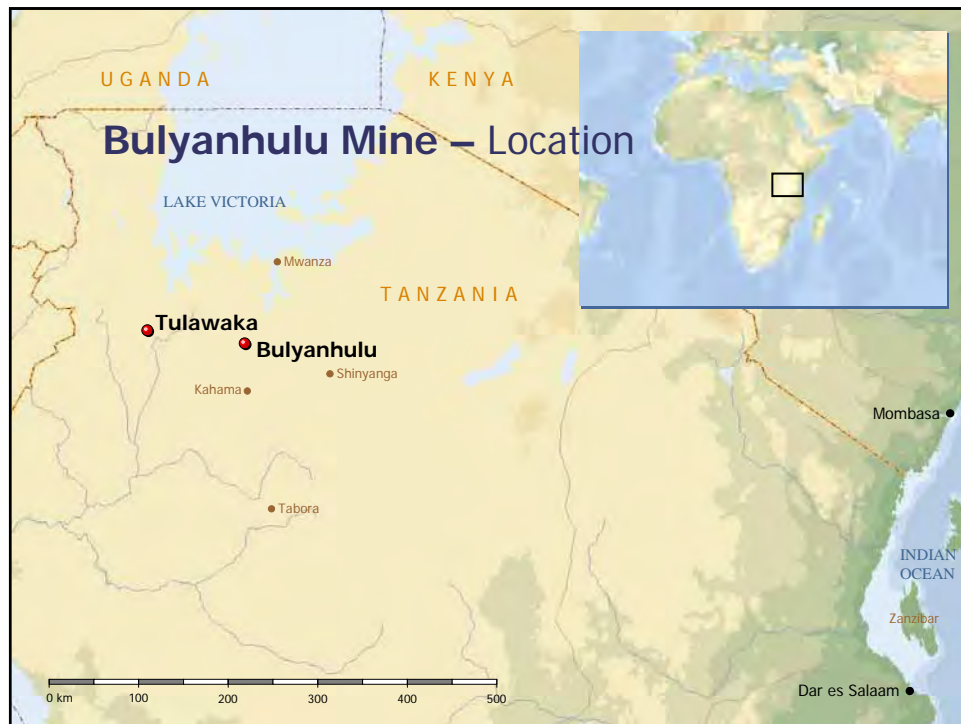 UGANDA
KENYA
Bulyanhulu Mine – Location
LAKE VICTORIA
Mwanza
TANZANIA
Tulawaka
Bulyanhulu
Shinyanga
Kahama
Mombasa
Tabora
INDIAN
OCEAN
Zanzibar
Dar es Salaam
0 km 100 200 300 400 500